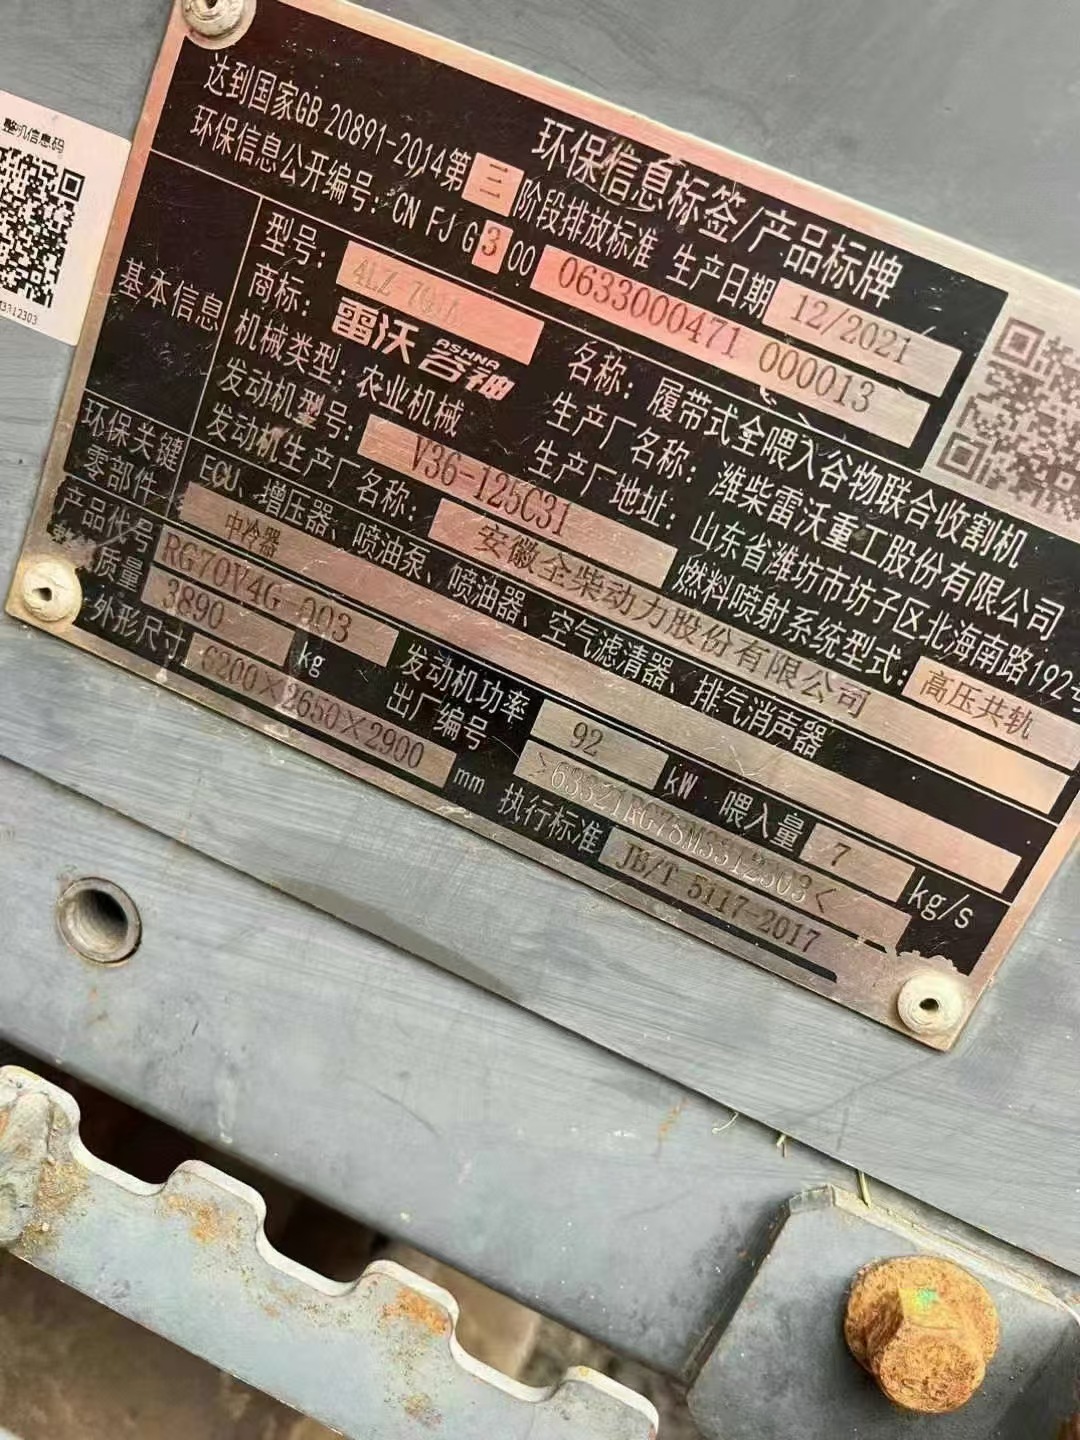 整机信息码
环保信息标签/产品标牌
达到国家GB 20891-2014第三阶段排放标准 生产日期 12/2021
环保信息公开编号: CN FJ G3 00 0633000471 000013
基本信息
型号:
名称: 履带式全喂入谷物联合收割机
商标: 雷沃谷神 ASHNA
生产厂名称: 潍柴雷沃重工股份有限公司
机械类型: 农业机械
生产厂地址: 山东省潍坊市坊子区北海南路192号
发动机型号: V36-125C31
燃料喷射系统型式: 高压共轨
发动机生产厂名称: 安徽全柴动力股份有限公司
环保关键零部件
ECU、增压器、喷油泵、喷油器、空气滤清器、排气消声器
中冷器
产品代号 RG70V4G 003
发动机功率 92 kW 喂入量 7 kg/s
质量 3890 kg
出厂编号 >63321RG78M3312303<
外形尺寸 6200×2650×2900 mm
执行标准 JB/T 5117-2017